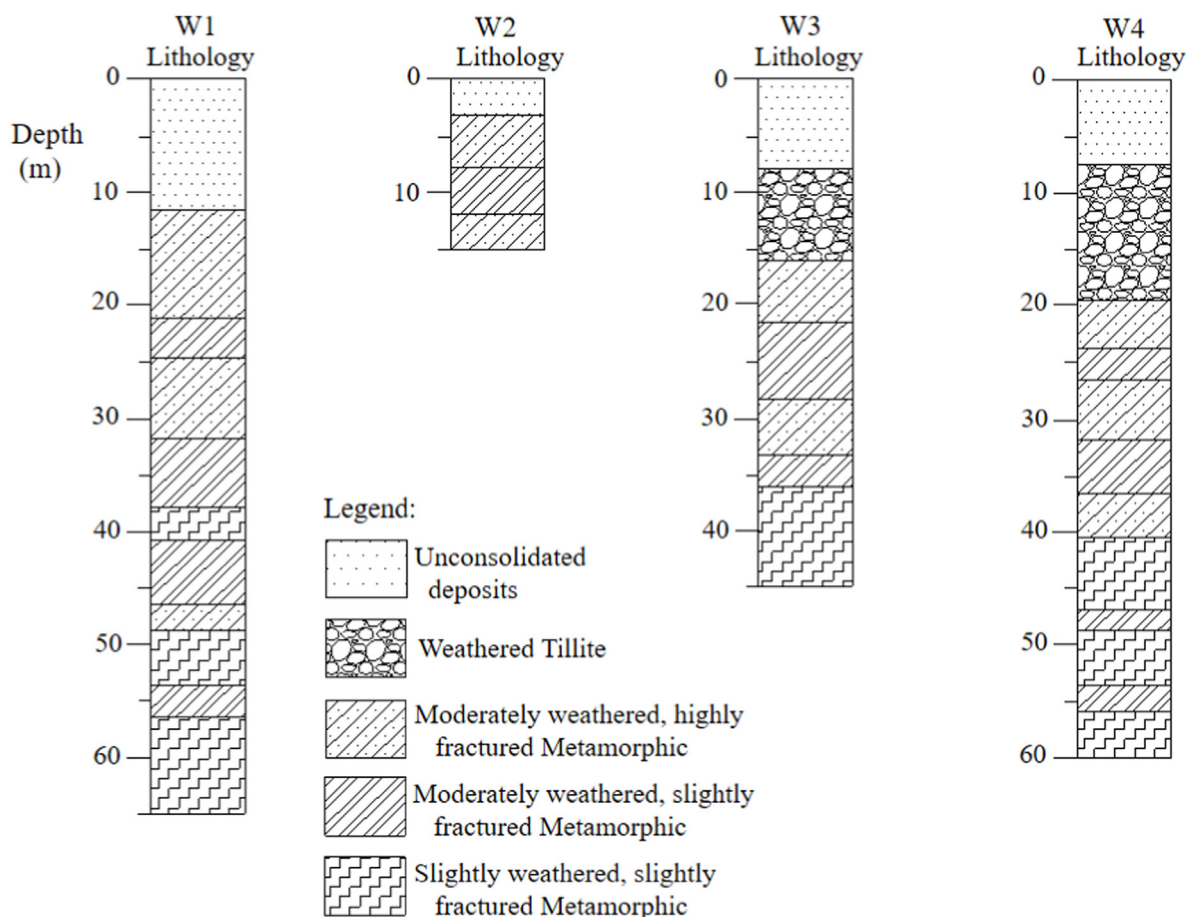 W1
Lithology
W2
Lithology
W3
Lithology
W4
Lithology
Depth
(m)
0
10
20
30
40
50
60
0
10
0
10
20
30
40
0
10
20
30
40
50
60
Legend:
Unconsolidated
deposits
Weathered Tillite
Moderately weathered, highly
fractured Metamorphic
Moderately weathered, slightly
fractured Metamorphic
Slightly weathered, slightly
fractured Metamorphic